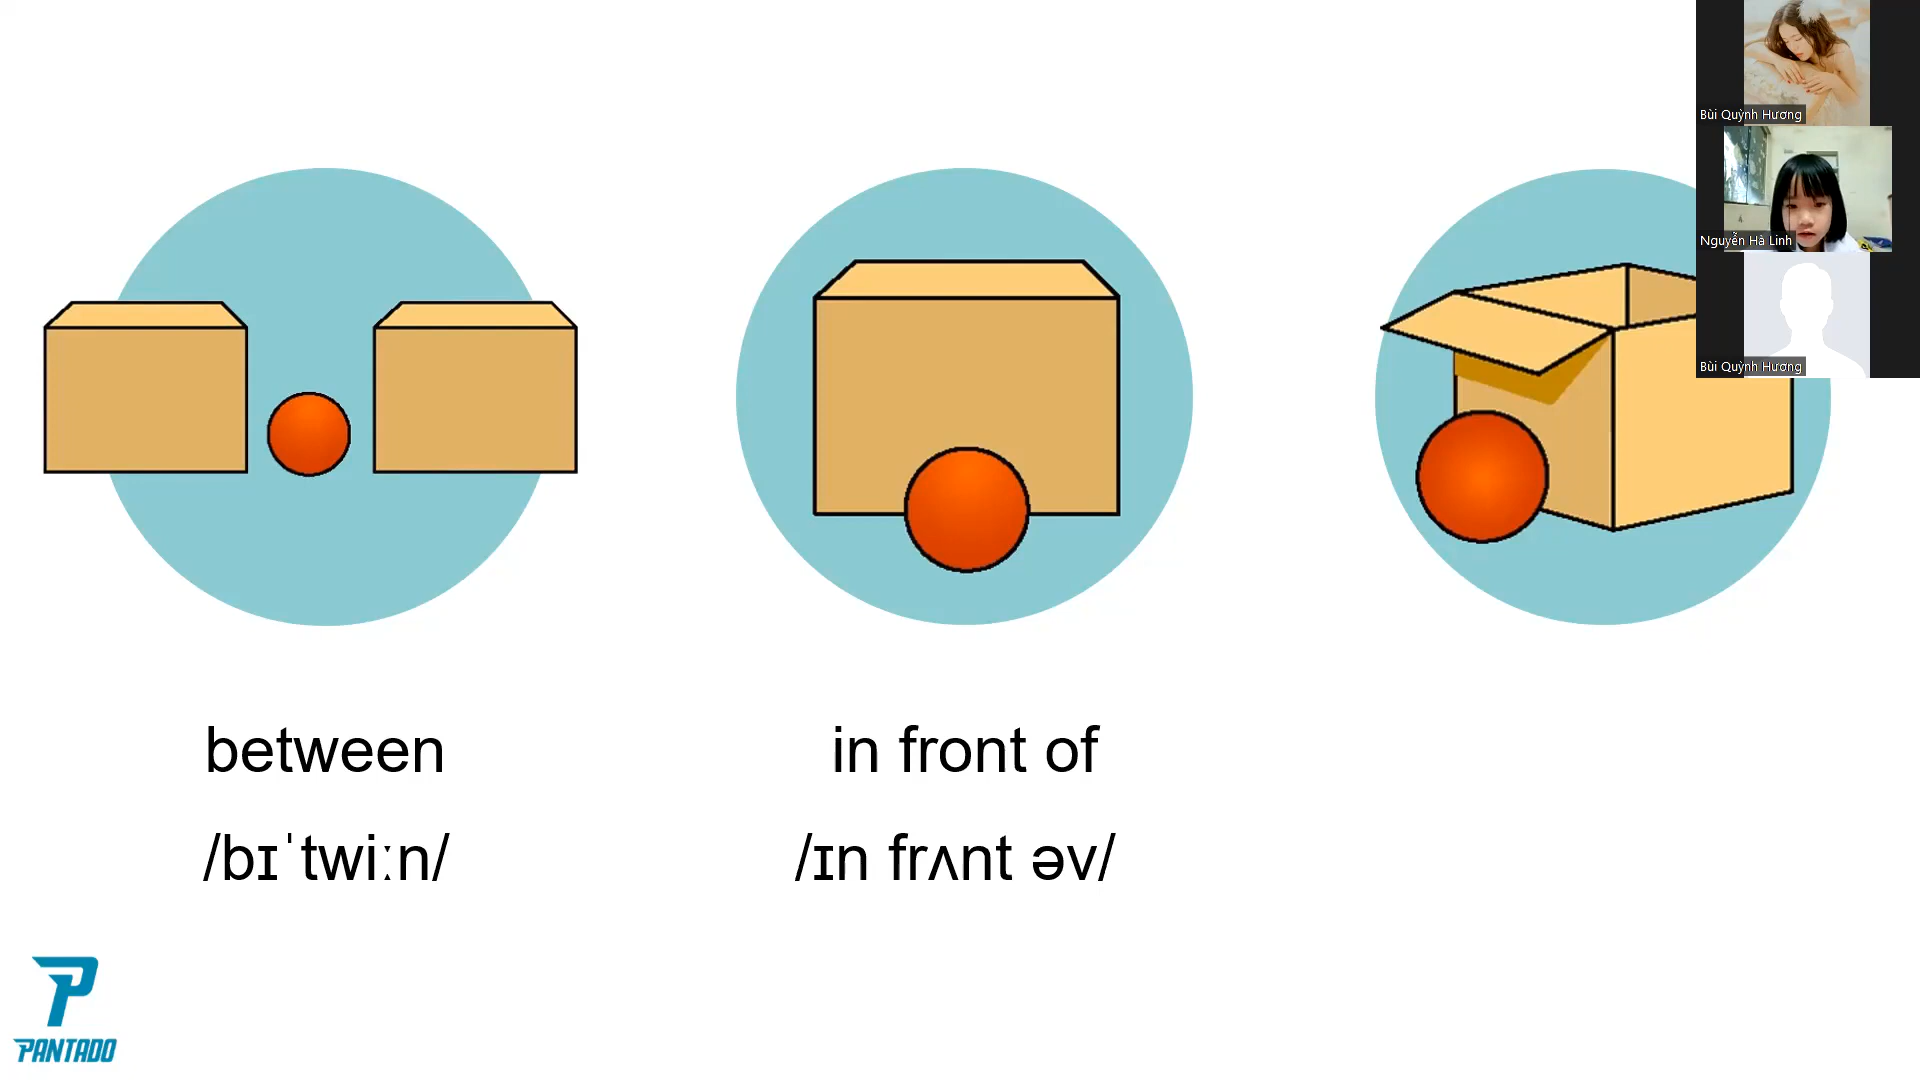 Bùi Quỳnh Hương
Nguyễn Hà Linh
Bùi Quỳnh Hương
between
in front of
/bɪˈtwiːn/
/ɪn frʌnt əv/
PANTADO